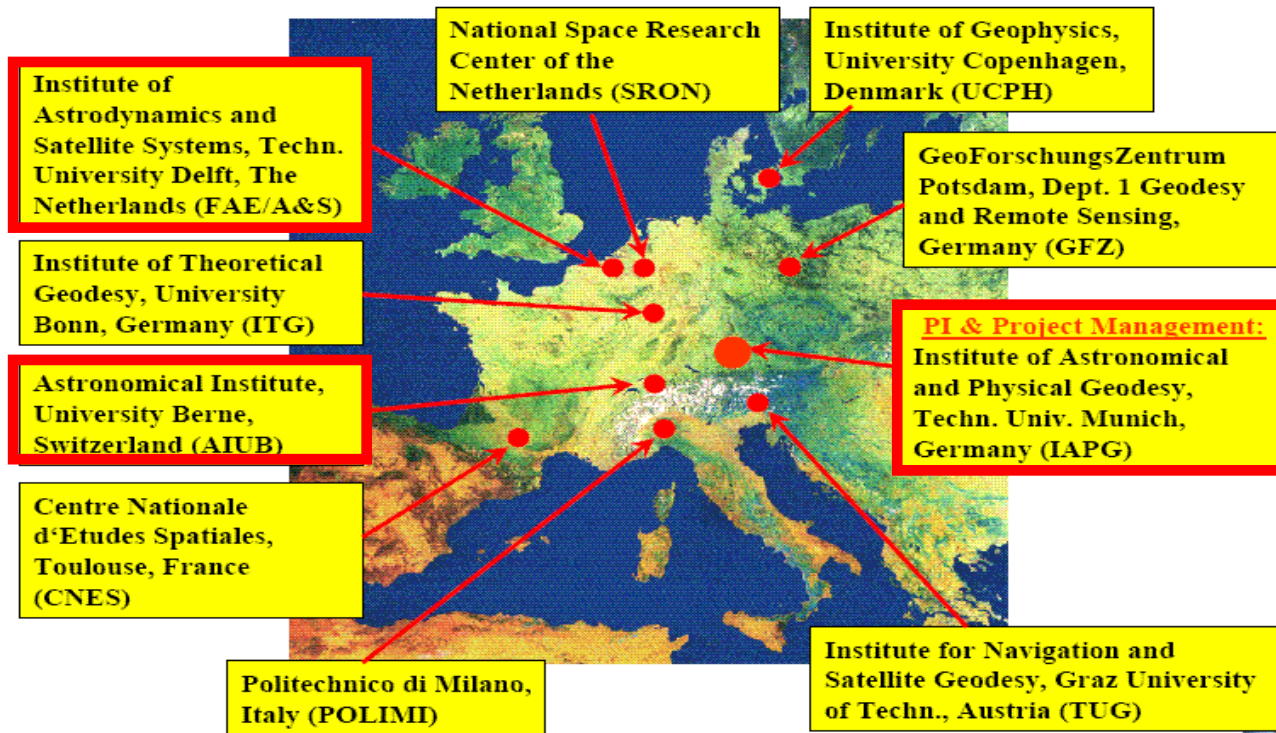 National Space Research
Center of the
Netherlands (SRON)
Institute of Geophysics,
University Copenhagen,
Denmark (UCPH)
Institute of
Astrodynamics and
Satellite Systems, Techn.
University Delft, The
Netherlands (FAE/A&S)
GeoForschungsZentrum
Potsdam, Dept. 1 Geodesy
and Remote Sensing,
Germany (GFZ)
Institute of Theoretical
Geodesy, University
Bonn, Germany (ITG)
PI & Project Management:
Institute of Astronomical
and Physical Geodesy,
Techn. Univ. Munich,
Germany (IAPG)
Astronomical Institute,
University Berne,
Switzerland (AIUB)
Centre Nationale
d‘Etudes Spatiales,
Toulouse, France
(CNES)
Institute for Navigation and
Satellite Geodesy, Graz University
of Techn., Austria (TUG)
Politechnico di Milano,
Italy (POLIMI)